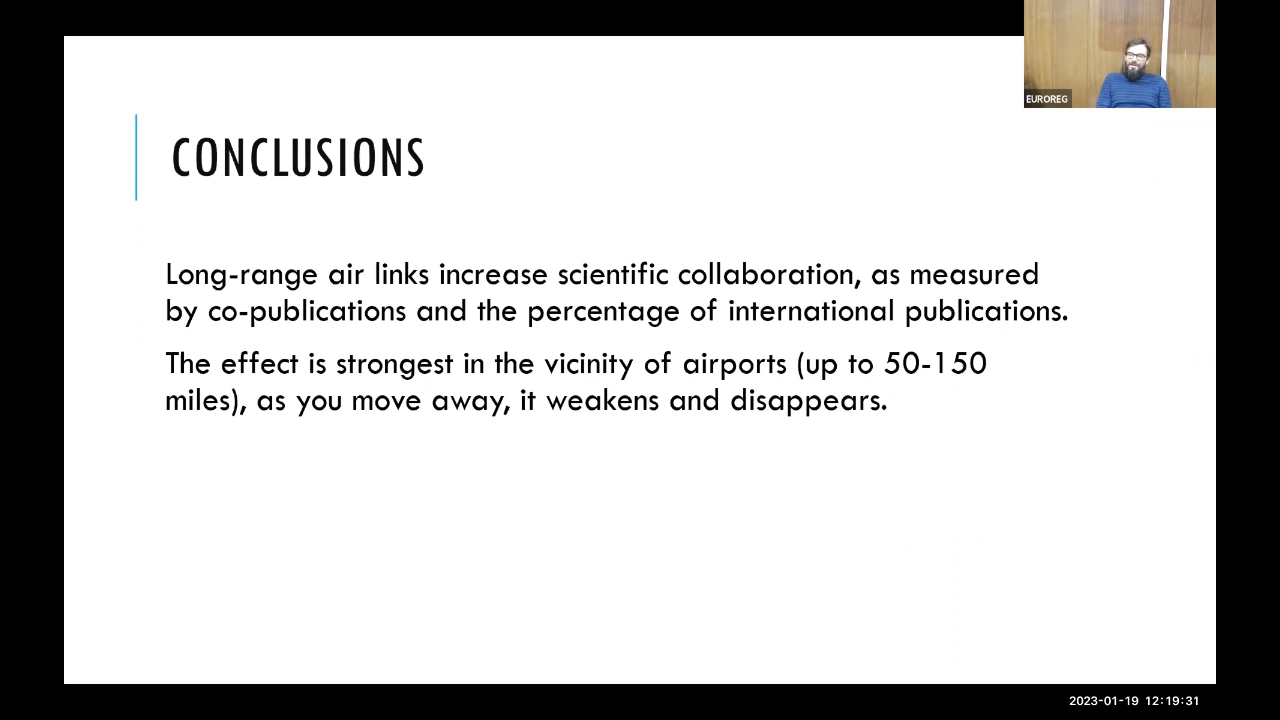 EUROREG
CONCLUSIONS
Long-range air links increase scientific collaboration, as measured
by co-publications and the percentage of international publications.
The effect is strongest in the vicinity of airports (up to 50-150
miles), as you move away, it weakens and disappears.
2023-01-19 12:19:31